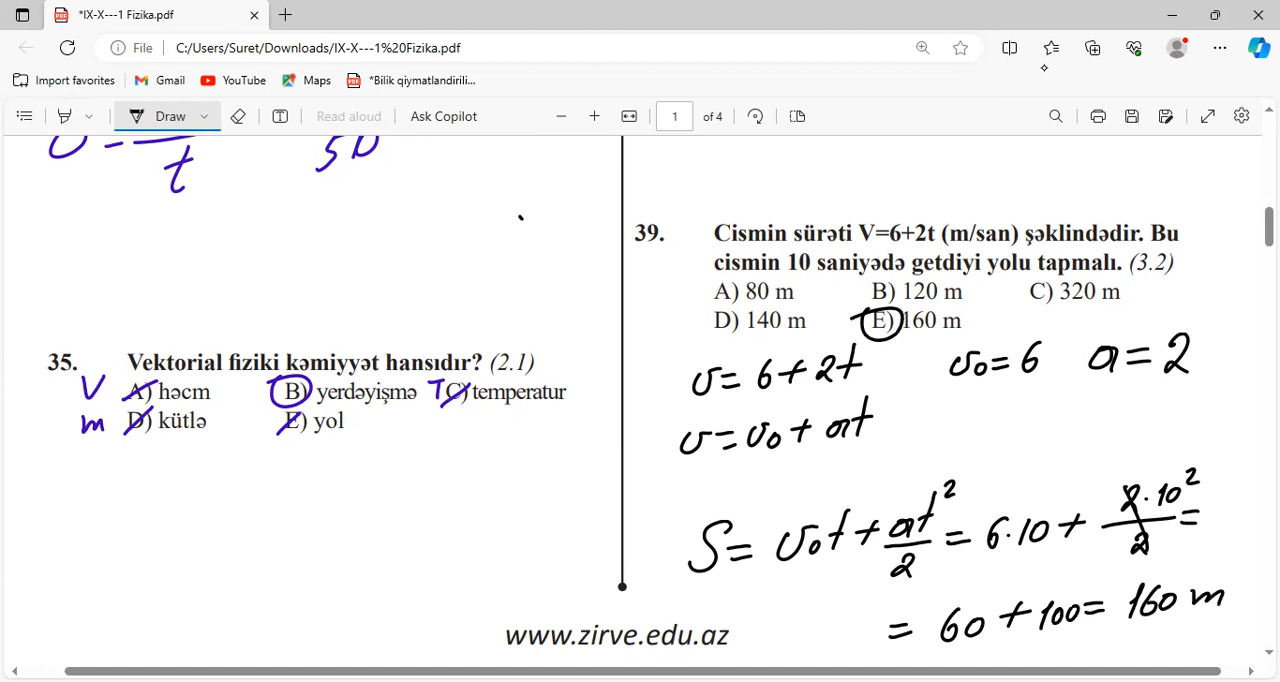 *IX-X---1 Fizika.pdf
File
C:/Users/Suret/Downloads/IX-X---1%20Fizika.pdf
Import favorites
Gmail
YouTube
Maps
*Bilik qiymatlandirili...
Draw
Read aloud
Ask Copilot
1
of 4
t
50
35. Vektorial fiziki kəmiyyət hansıdır? (2.1)
V A) həcm B) yerdəyişmə T C) temperatur
m D) kütlə E) yol
39. Cismin sürəti V=6+2t (m/san) şəklindədir. Bu
cismin 10 saniyədə getdiyi yolu tapmalı. (3.2)
A) 80 m B) 120 m C) 320 m
D) 140 m E) 160 m
υ= 6+2t υ₀=6 a=2
υ=υ₀+at
S= υ₀t+at²/2 = 6·10+ 2·10²/2 =
= 60+100= 160 m
www.zirve.edu.az